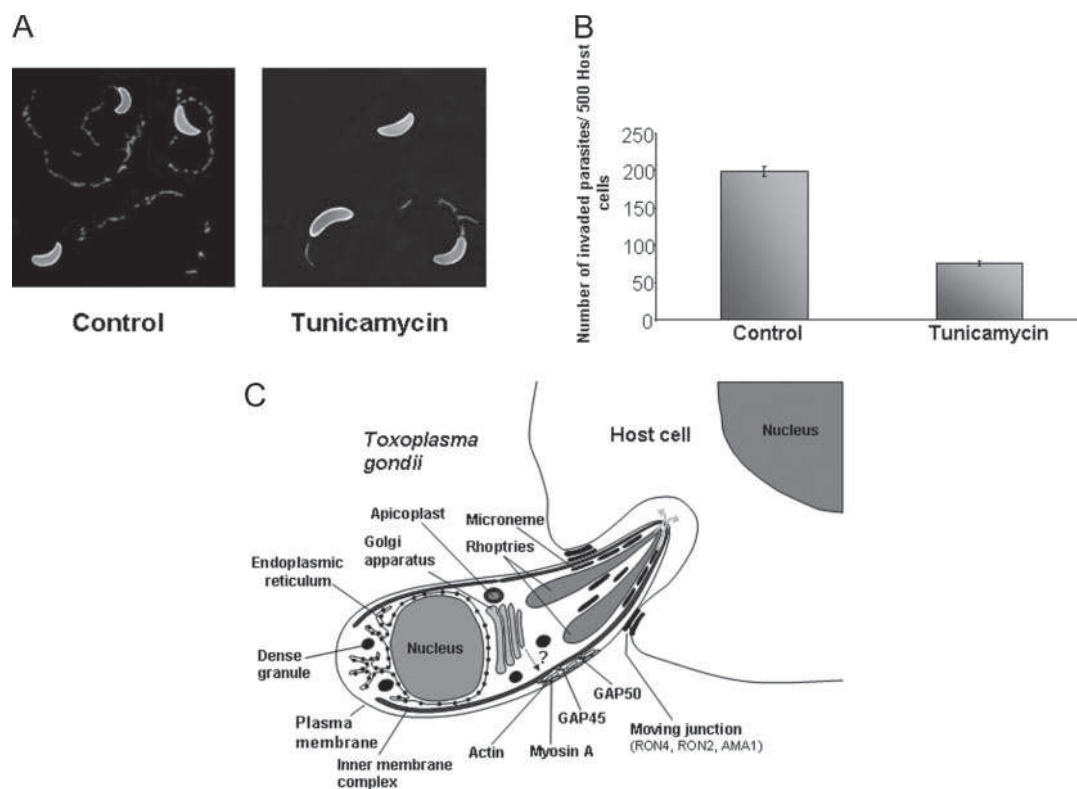 A
Control
Tunicamycin
B
Number of invaded parasites/ 500 Host
cells
250
200
150
100
50
0
Control
Tunicamycin
C
Toxoplasma
gondii
Host cell
Nucleus
Apicoplast
Golgi
apparatus
Microneme
Rhoptries
Endoplasmic
reticulum
Nucleus
Dense
granule
?
Plasma
membrane
Inner membrane
complex
Actin
Myosin A
GAP45
GAP50
Moving junction
(RON4, RON2, AMA1)